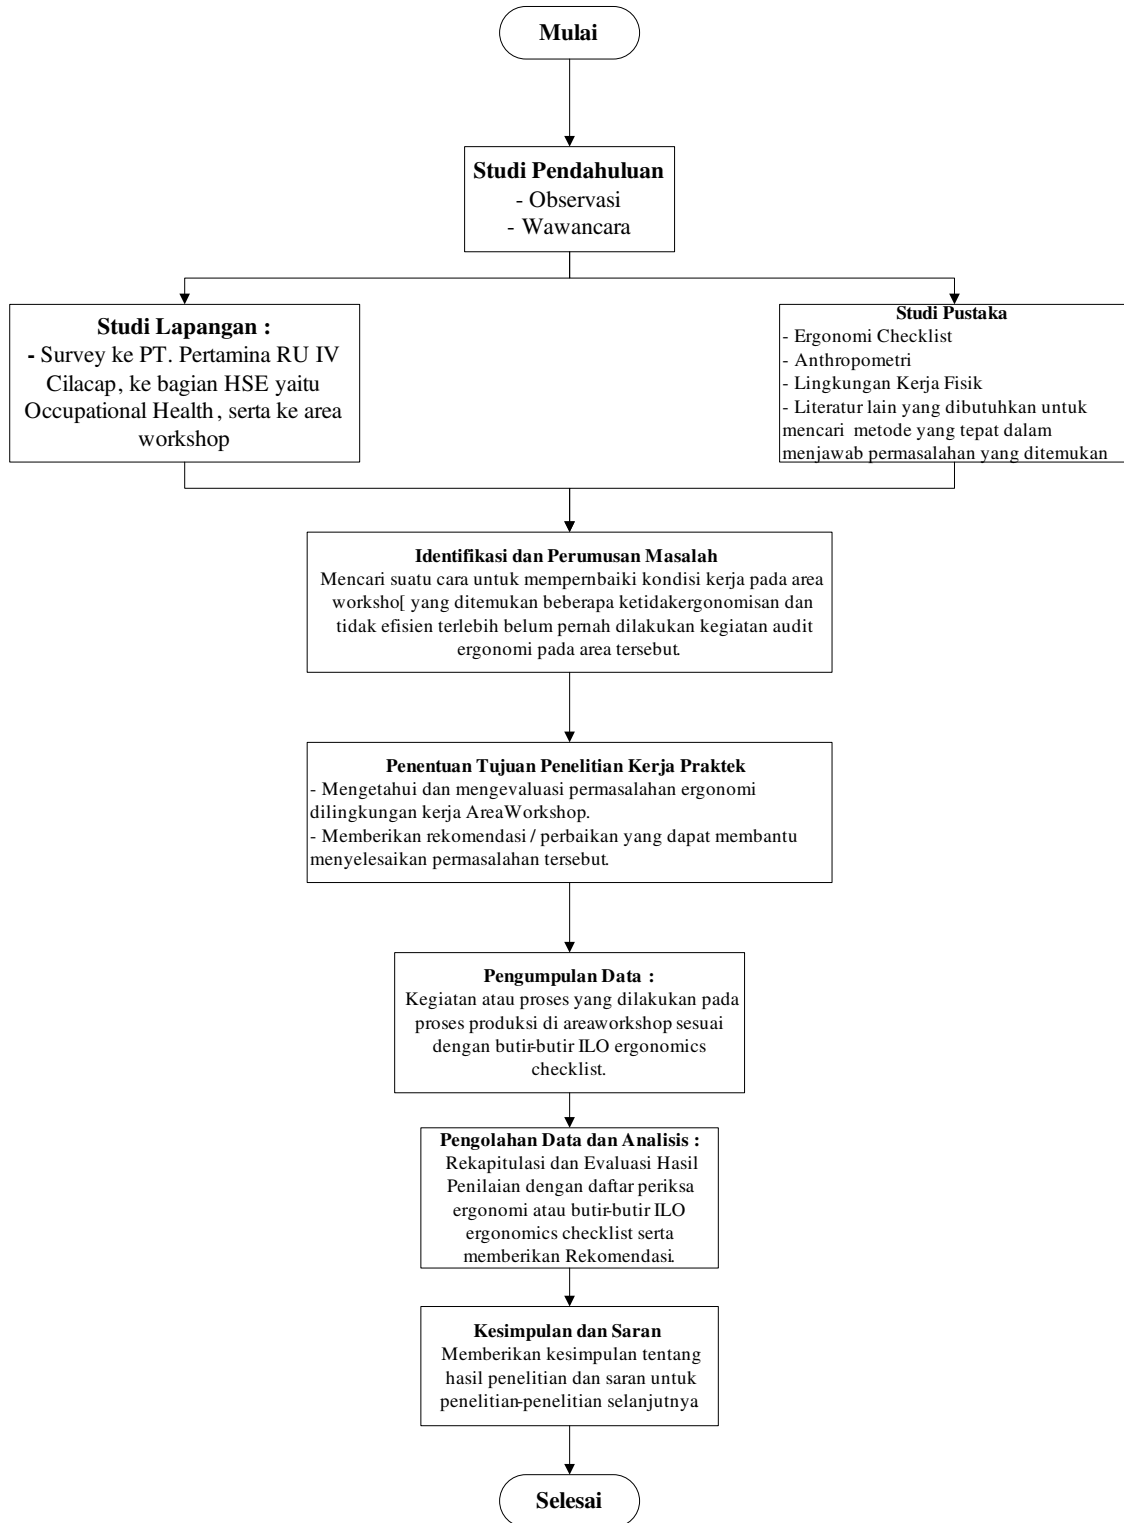 Mulai
Studi Pendahuluan
- Observasi
- Wawancara
Studi Lapangan :
- Survey ke PT. Pertamina RU IV
Cilacap, ke bagian HSE yaitu
Occupational Health, serta ke area
workshop
Studi Pustaka
- Ergonomi Checklist
- Anthropometri
- Lingkungan Kerja Fisik
- Literatur lain yang dibutuhkan untuk
mencari metode yang tepat dalam
menjawab permasalahan yang ditemukan
Identifikasi dan Perumusan Masalah
Mencari suatu cara untuk mempernbaiki kondisi kerja pada area
worksho[ yang ditemukan beberapa ketidakergonomisan dan
tidak efisien terlebih belum pernah dilakukan kegiatan audit
ergonomi pada area tersebut.
Penentuan Tujuan Penelitian Kerja Praktek
- Mengetahui dan mengevaluasi permasalahan ergonomi
dilingkungan kerja AreaWorkshop.
- Memberikan rekomendasi / perbaikan yang dapat membantu
menyelesaikan permasalahan tersebut.
Pengumpulan Data :
Kegiatan atau proses yang dilakukan pada
proses produksi di areaworkshop sesuai
dengan butir-butir ILO ergonomics
checklist.
Pengolahan Data dan Analisis :
Rekapitulasi dan Evaluasi Hasil
Penilaian dengan daftar periksa
ergonomi atau butir-butir ILO
ergonomics checklist serta
memberikan Rekomendasi.
Kesimpulan dan Saran
Memberikan kesimpulan tentang
hasil penelitian dan saran untuk
penelitian-penelitian selanjutnya
Selesai